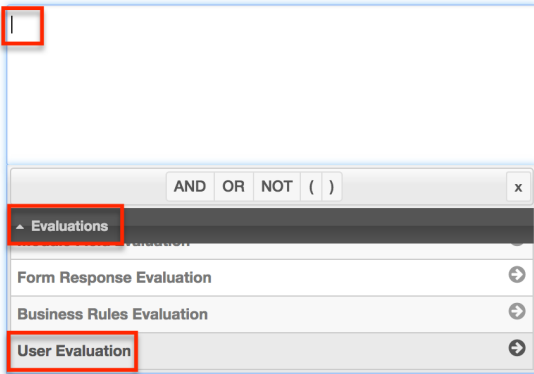 AND OR NOT ( ) x
Evaluations
Form Response Evaluation
Business Rules Evaluation
User Evaluation